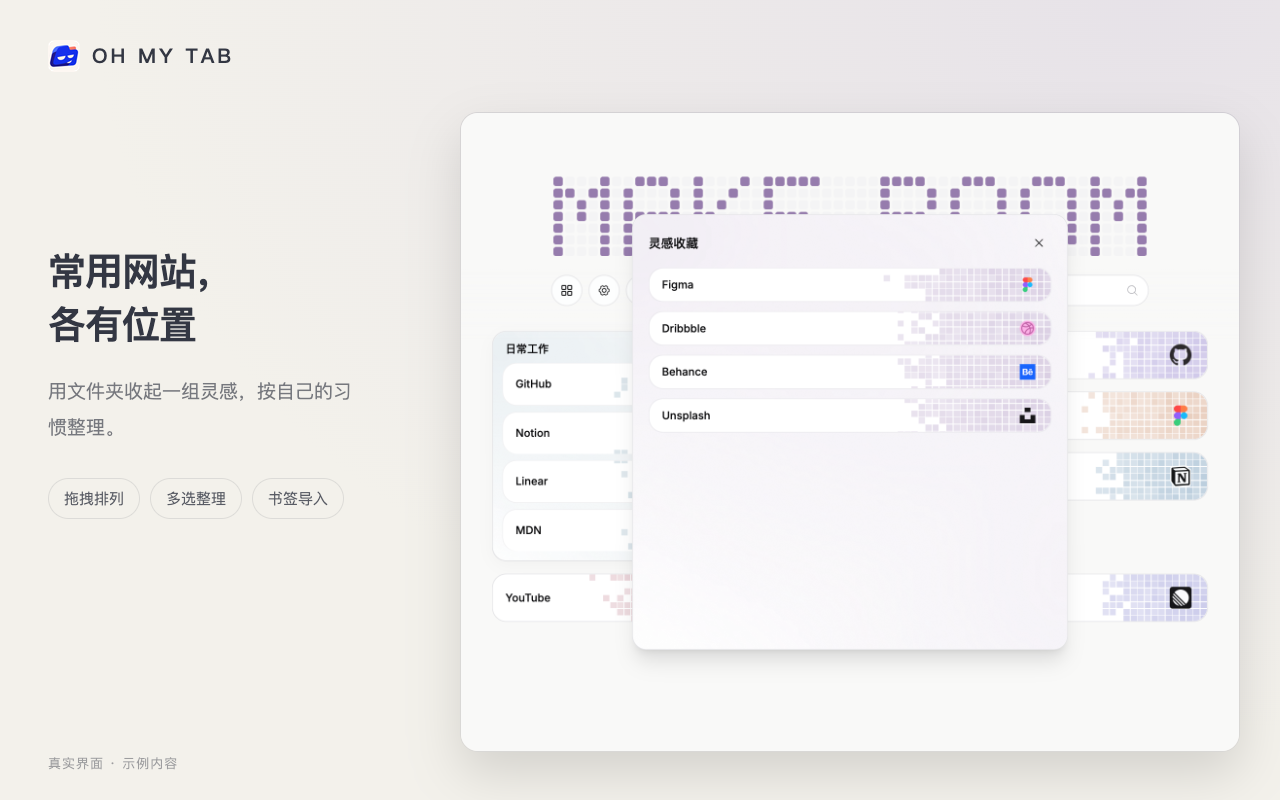 OH MY TAB
常用网站，
各有位置
用文件夹收起一组灵感，按自己的习
惯整理。
拖拽排列
多选整理
书签导入
真实界面 · 示例内容
MAKE ROOM
灵感收藏
Figma
Dribbble
Behance
Bē
Unsplash
日常工作
GitHub
Notion
Linear
MDN
YouTube